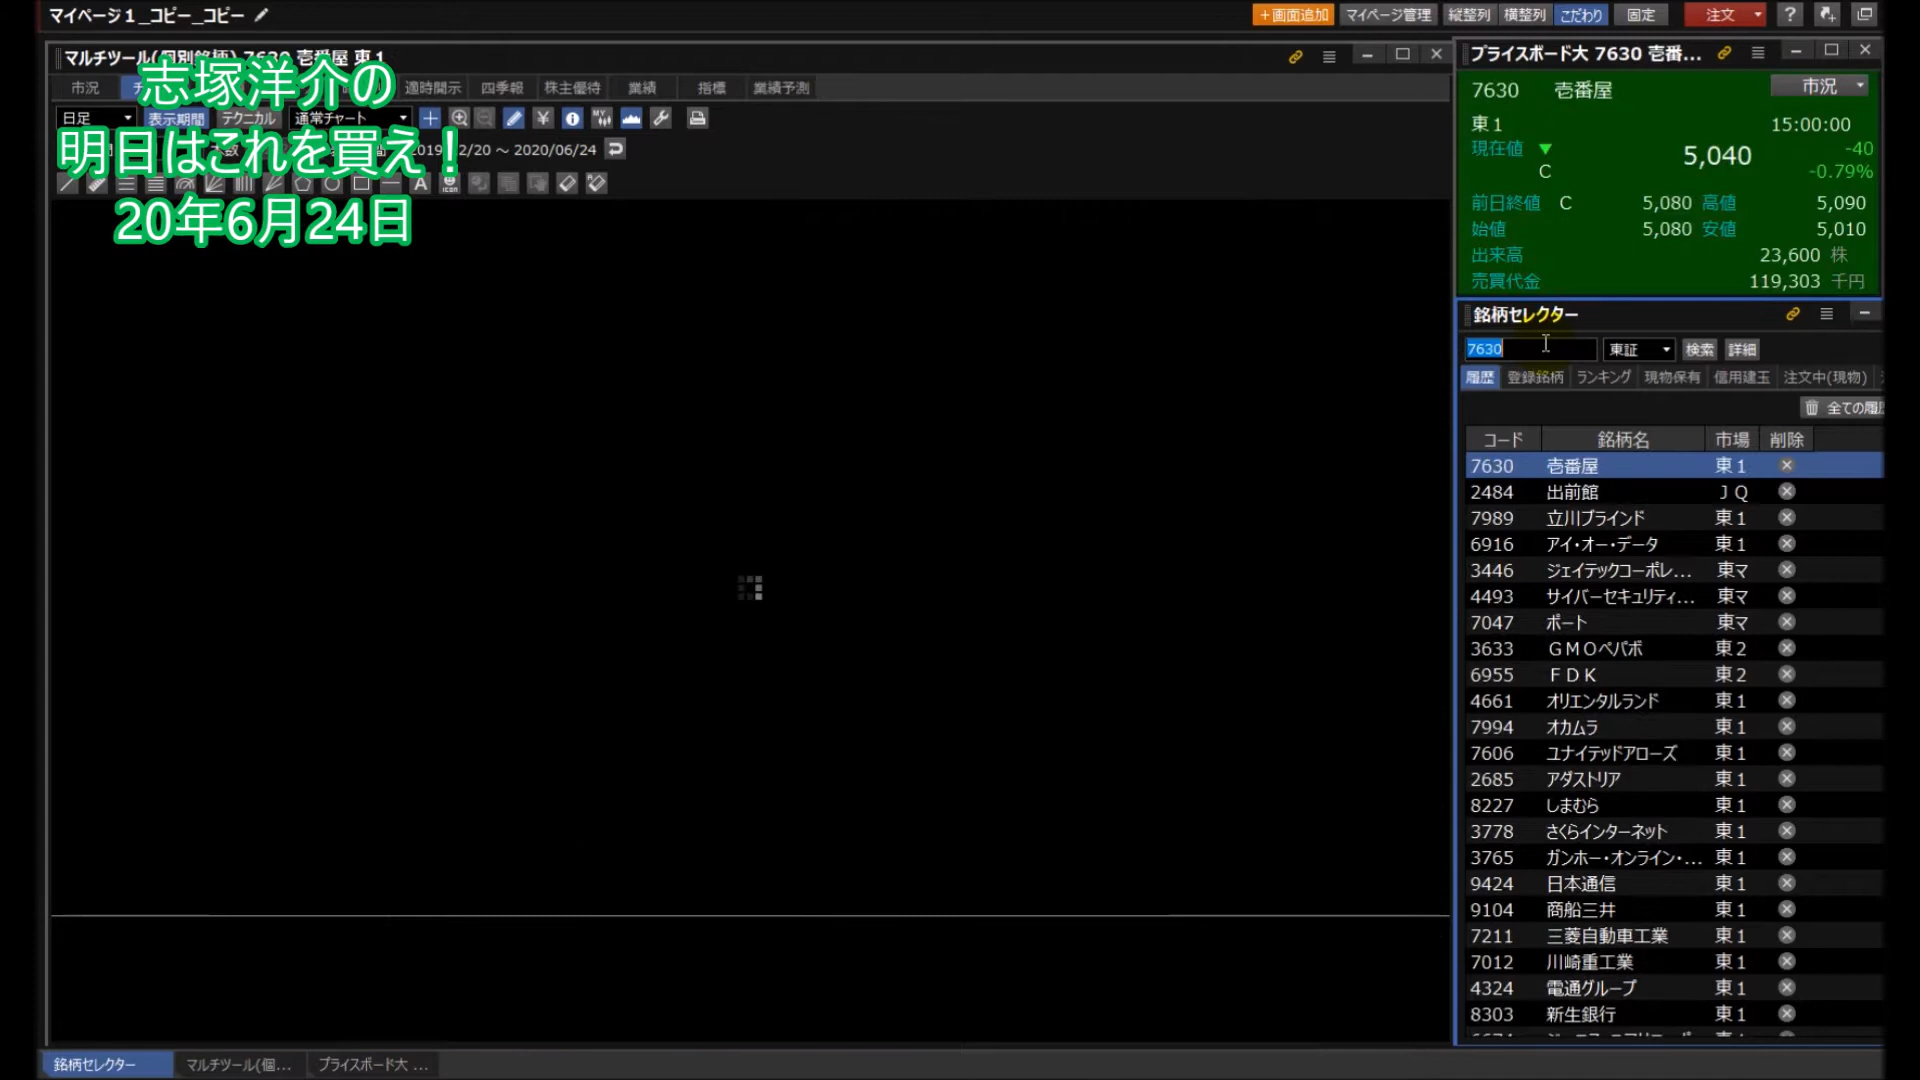 マイページ１_コピー_コピー
＋画面追加 マイページ管理 縦整列 横整列 こだわり 固定 注文 ?
東１
志塚洋介の
明日はこれを買え！
20年6月24日
市況 適時開示 四季報 株主優待 業績 指標 業績予測
日足 表示期間 テクニカル 通常チャート
2/20 ～ 2020/06/24
プライスボード大 7630 壱番...
7630 壱番屋 市況
東１ 15:00:00
現在値 ▼ 5,040 -40
C -0.79%
前日終値 C 5,080 高値 5,090
始値 5,080 安値 5,010
出来高 23,600 株
売買代金 119,303 千円
銘柄セレクター
7630 東証 検索 詳細
履歴 登録銘柄 ランキング 現物保有 信用建玉 注文中(現物)
全ての履
コード 銘柄名 市場 削除
7630 壱番屋 東１
2484 出前館 ＪＱ
7989 立川ブラインド 東１
6916 アイ・オー・データ 東１
3446 ジェイテックコーポレ... 東マ
4493 サイバーセキュリティ... 東マ
7047 ポート 東マ
3633 ＧＭＯペパボ 東２
6955 ＦＤＫ 東２
4661 オリエンタルランド 東１
7994 オカムラ 東１
7606 ユナイテッドアローズ 東１
2685 アダストリア 東１
8227 しまむら 東１
3778 さくらインターネット 東１
3765 ガンホー・オンライン・... 東１
9424 日本通信 東１
9104 商船三井 東１
7211 三菱自動車工業 東１
7012 川崎重工業 東１
4324 電通グループ 東１
8303 新生銀行 東１
銘柄セレクター マルチツール(個... プライスボード大 ...